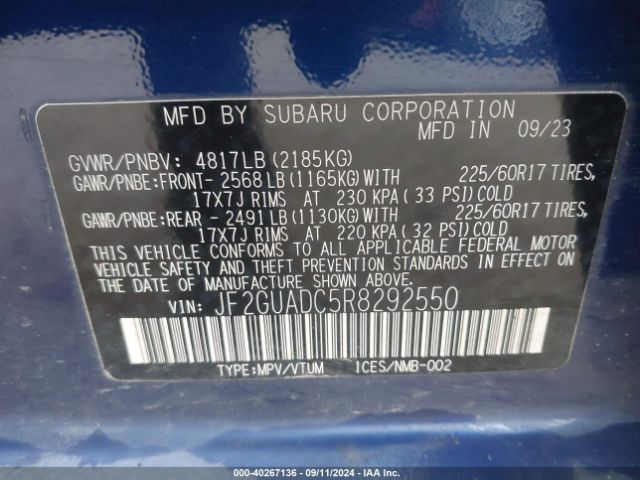 MFD BY SUBARU CORPORATION
MFD IN 09/23
GVWR/PNBV: 4817LB (2185KG)
GAWR/PNBE:FRONT- 2568LB(1165KG)WITH 225/60R17 TIRES,
17X7J RIMS AT 230 KPA (33 PSI)COLD
GAWR/PNBE:REAR - 2491LB(1130KG)WITH 225/60R17 TIRES,
17X7J RIMS AT 220 KPA (32 PSI)COLD
THIS VEHICLE CONFORMS TO ALL APPLICABLE FEDERAL MOTOR
VEHICLE SAFETY AND THEFT PREVENTION STANDARDS IN EFFECT ON
THE DATE OF MANUFACTURE SHOWN ABOVE.
VIN: JF2GUADC5R8292550
TYPE:MPV/VTUM ICES/NMB-002
000-40267136 - 09/11/2024 - IAA Inc.